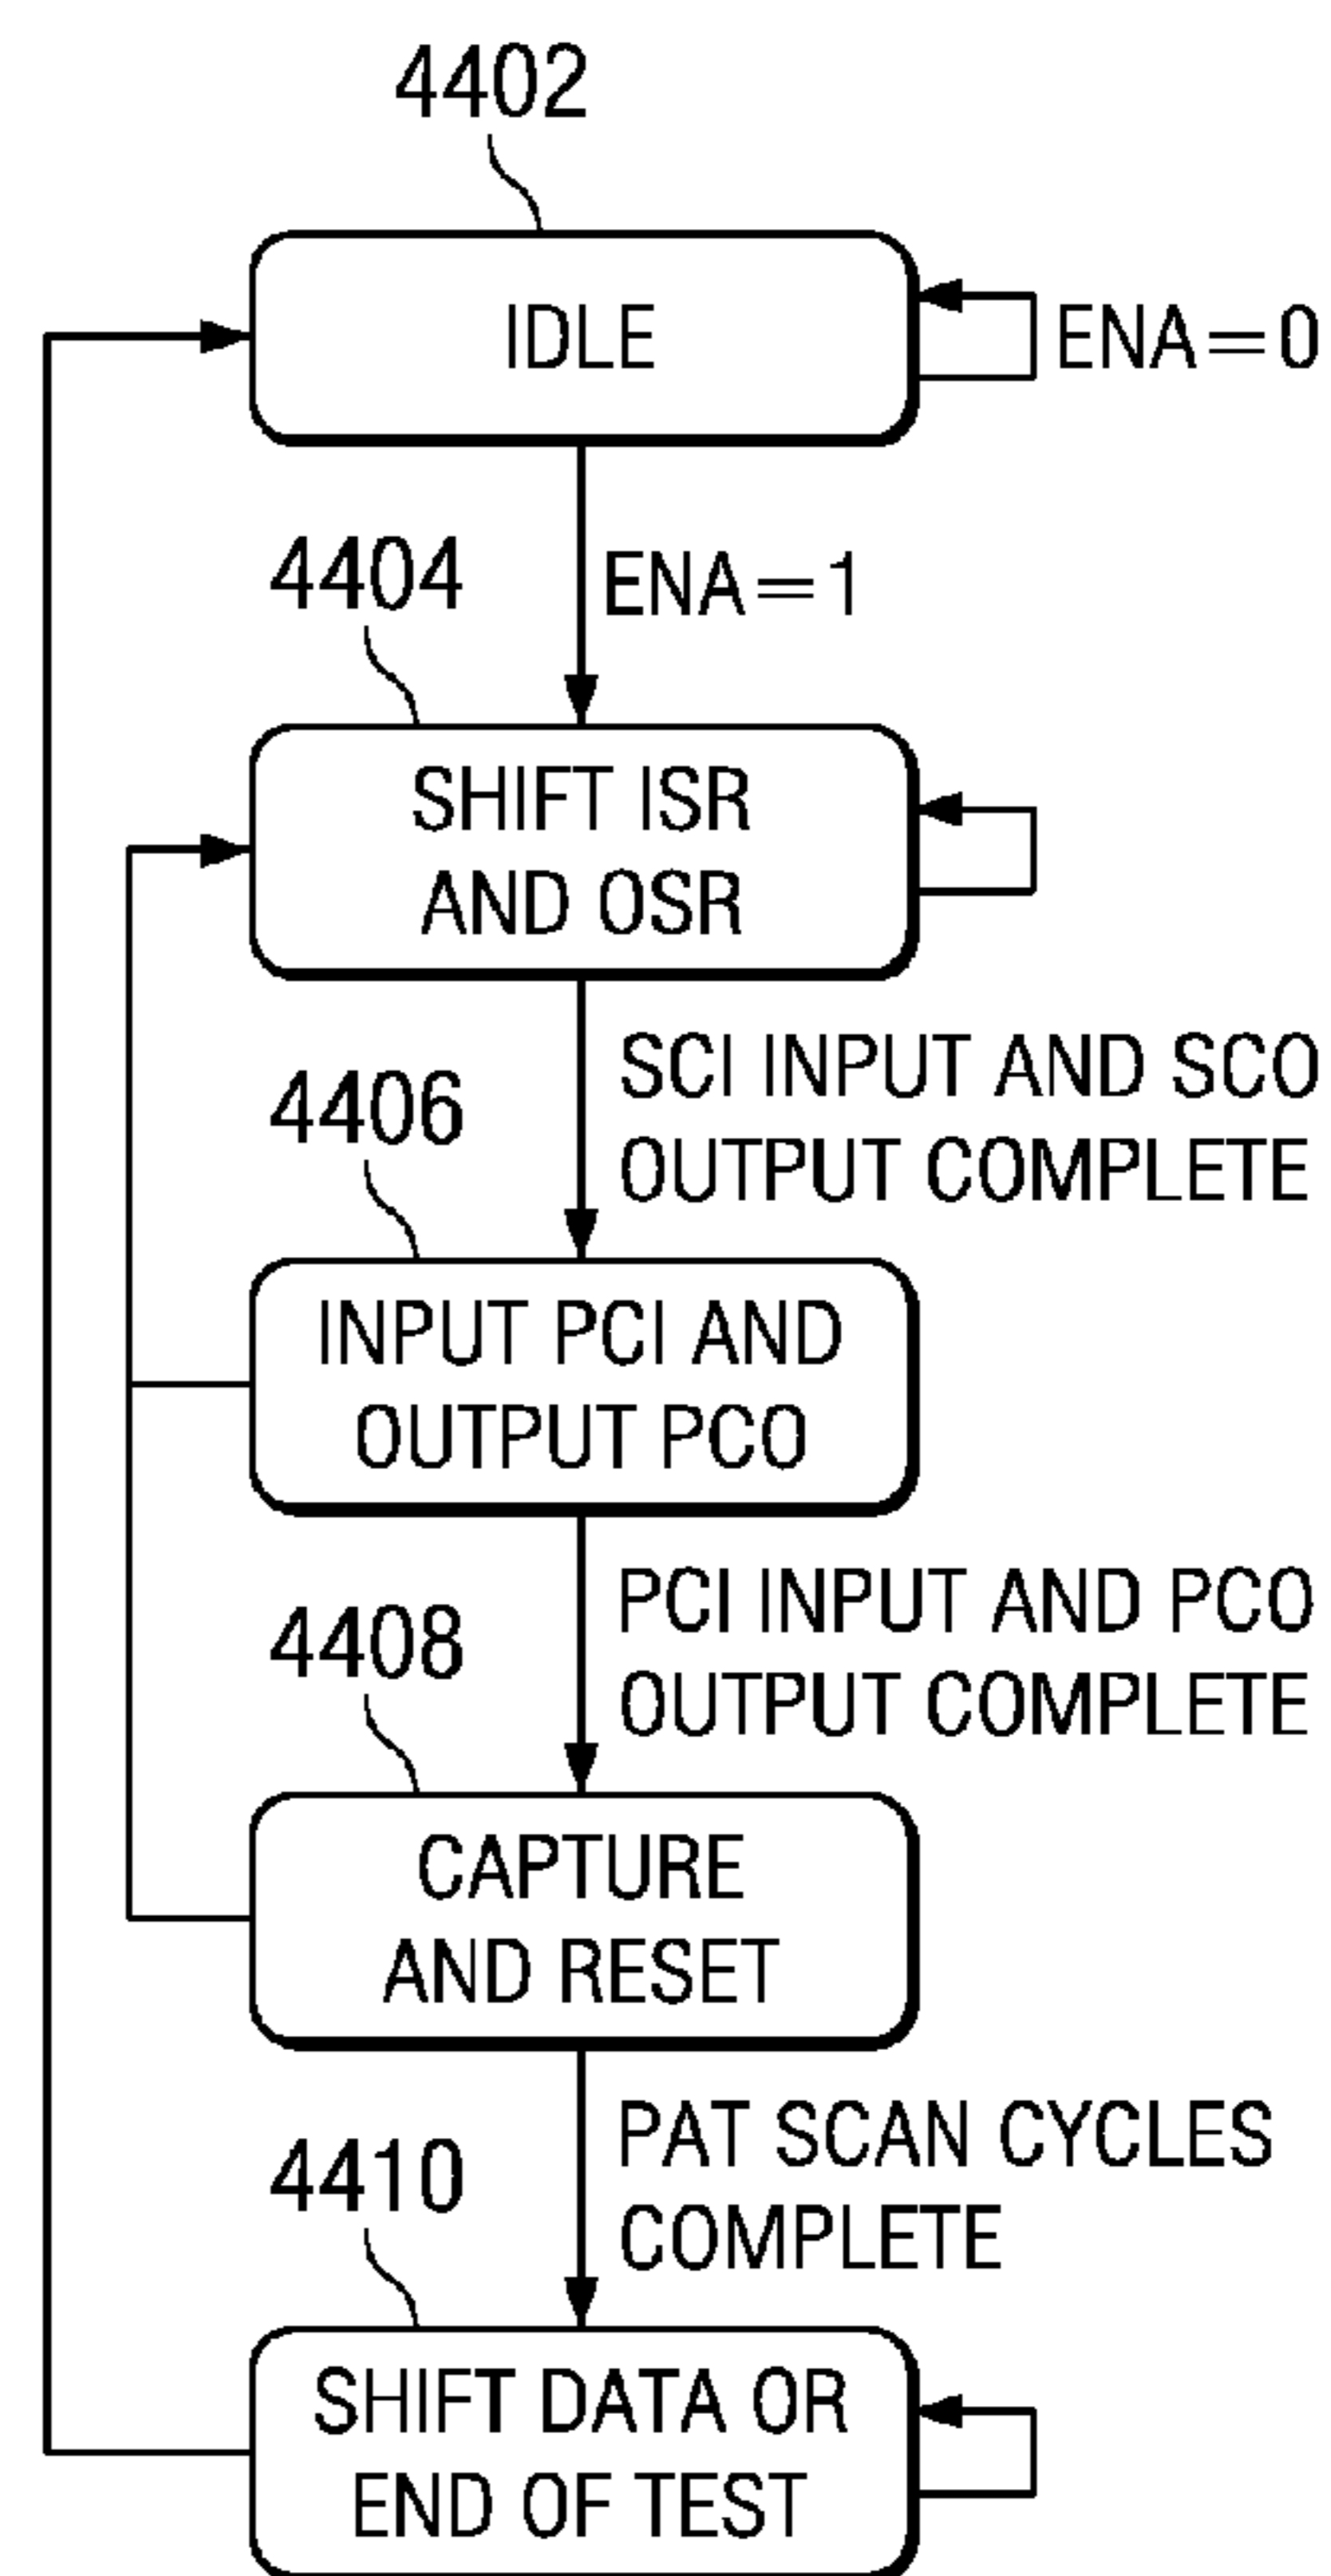 4402
IDLE
ENA=0
4404
ENA=1
SHIFT ISR
AND OSR
4406
SCI INPUT AND SCO
OUTPUT COMPLETE
INPUT PCI AND
OUTPUT PCO
4408
PCI INPUT AND PCO
OUTPUT COMPLETE
CAPTURE
AND RESET
4410
PAT SCAN CYCLES
COMPLETE
SHIFT DATA OR
END OF TEST